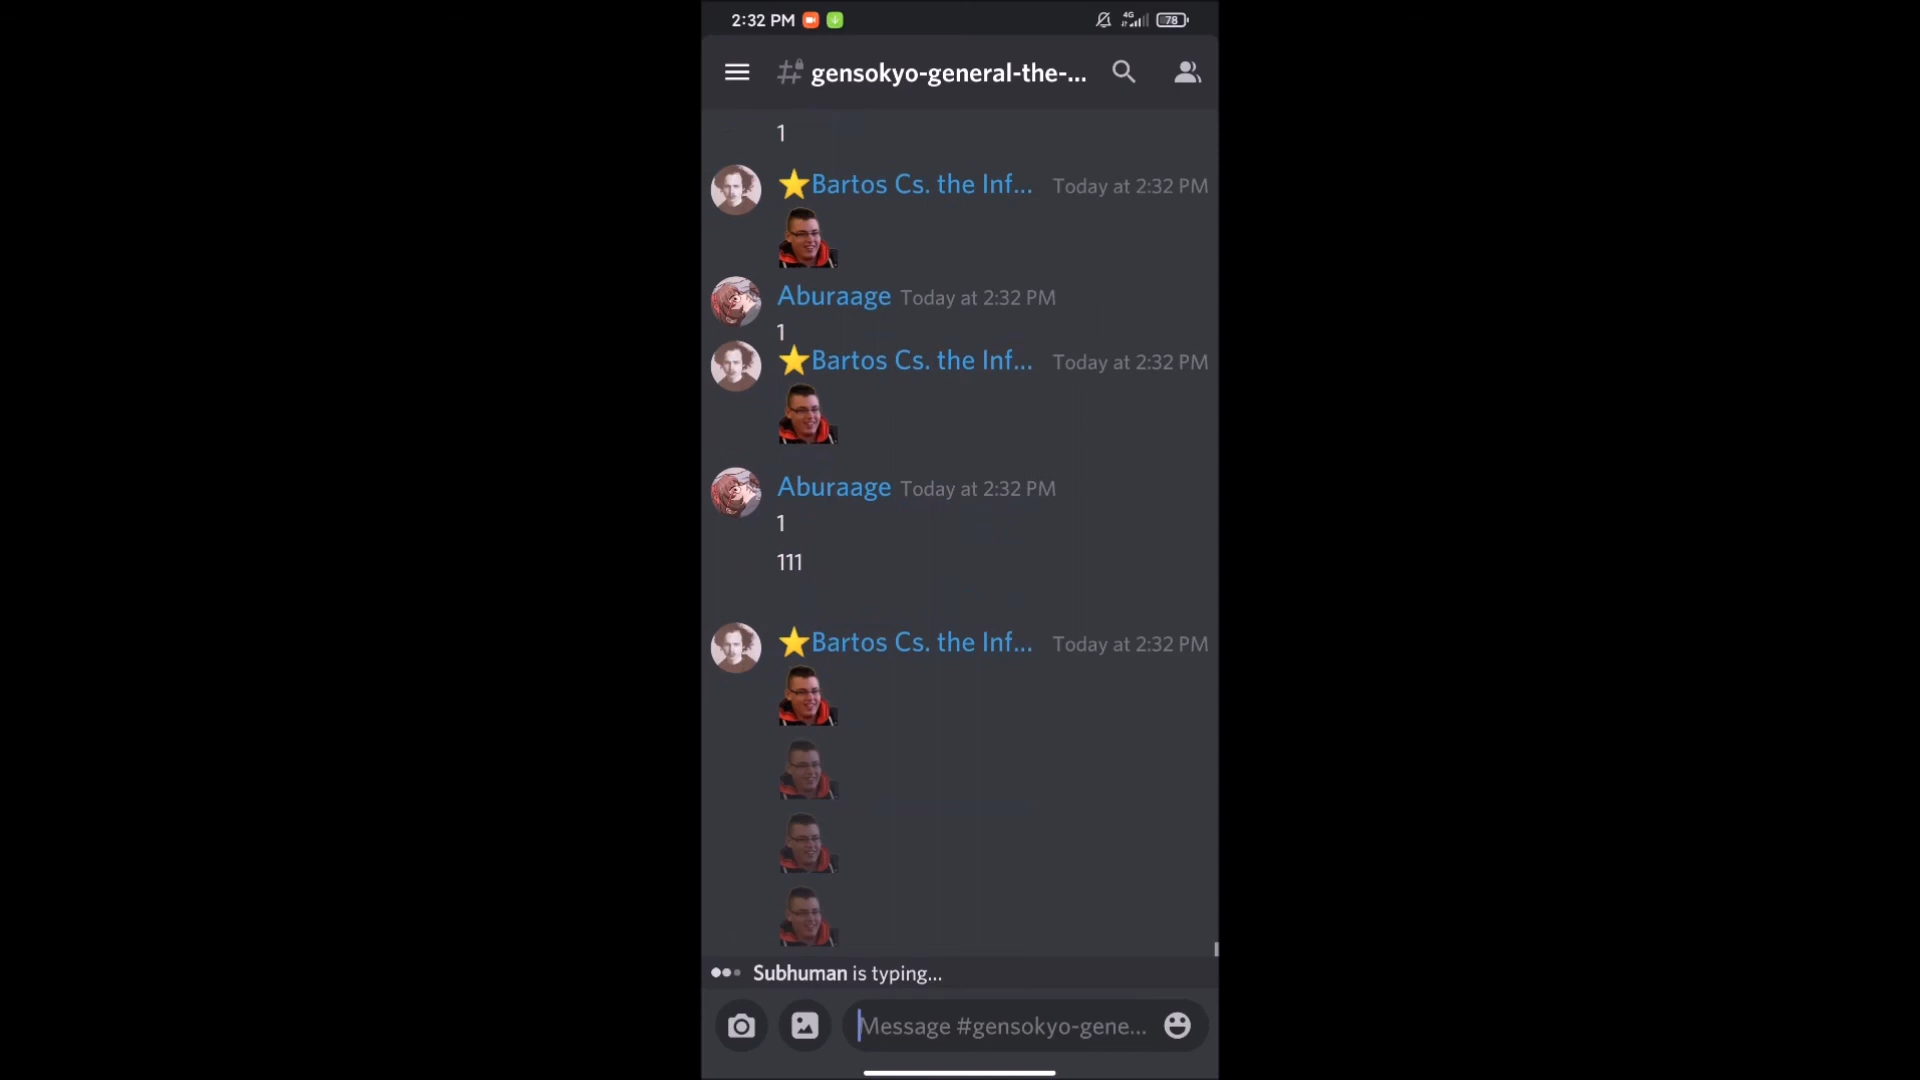 2:32 PM 4G 78
gensokyo-general-the-...
1
Bartos Cs. the Inf... Today at 2:32 PM
Aburaage Today at 2:32 PM
1
Bartos Cs. the Inf... Today at 2:32 PM
Aburaage Today at 2:32 PM
1
111
Bartos Cs. the Inf... Today at 2:32 PM
Subhuman is typing...
Message #gensokyo-gene...